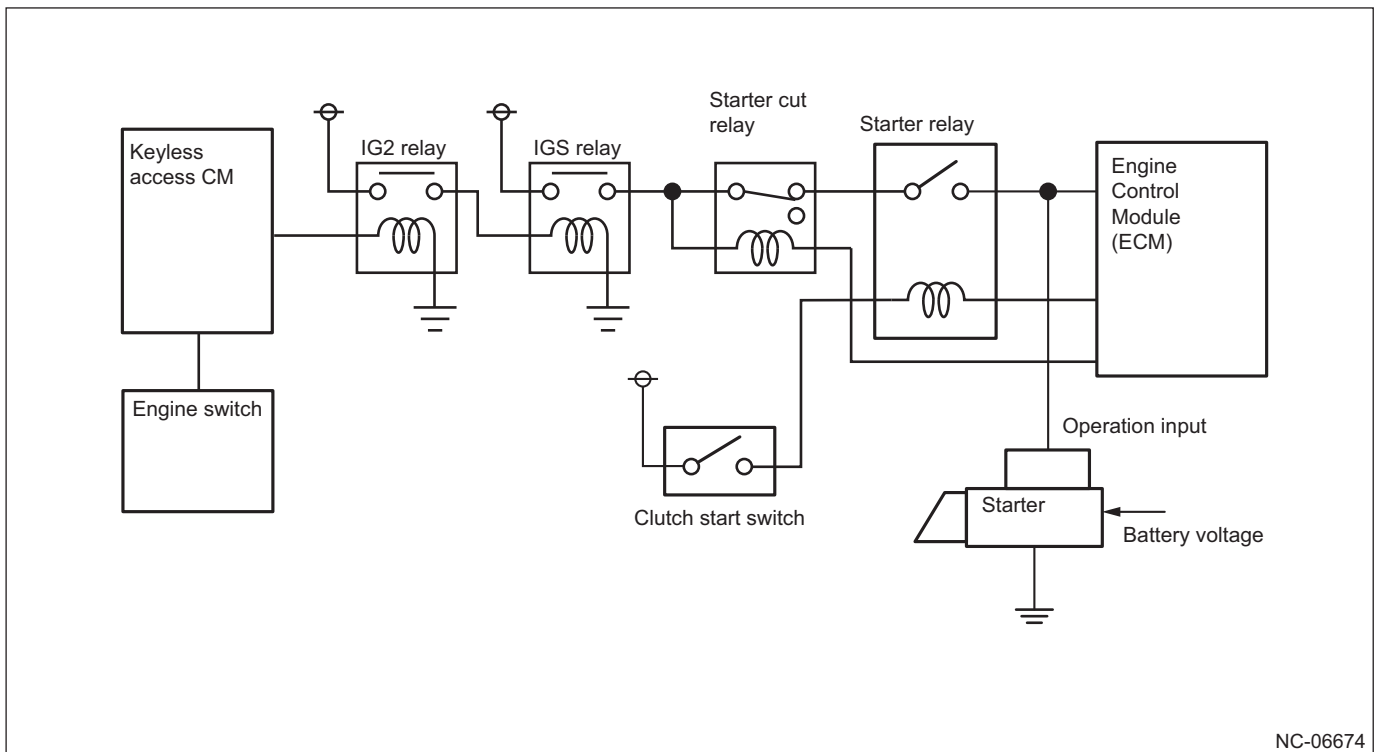 Keyless
access CM
IG2 relay
IGS relay
Starter cut
relay
Starter relay
Engine
Control
Module
(ECM)
Engine switch
Clutch start switch
Operation input
Starter
Battery voltage
NC-06674